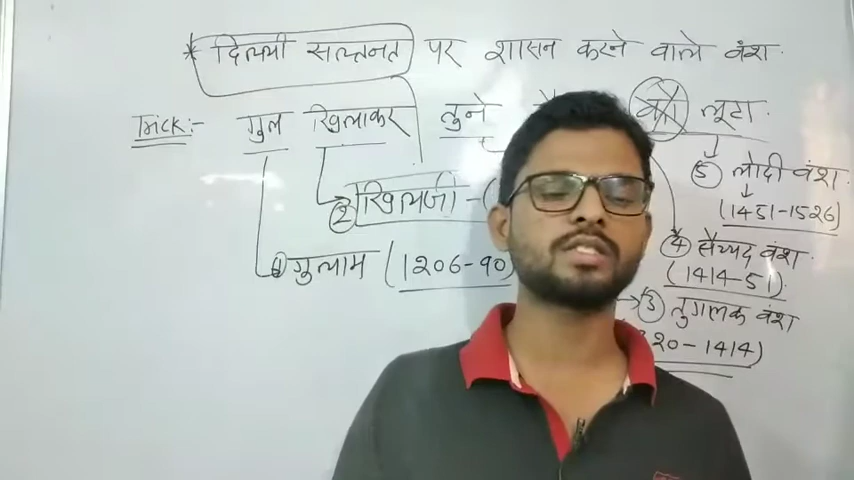 * दिल्ली सल्तनत पर शासन करने वाले वंश.
Trick:- गुल खिलाकर तुने लूटा.
⑤ लोदी वंश.
(1451-1526)
② खिलजी - (
④ सैय्यद वंश.
(1414-51)
① गुलाम (1206-90)
③ तुगलक वंश
20-1414)